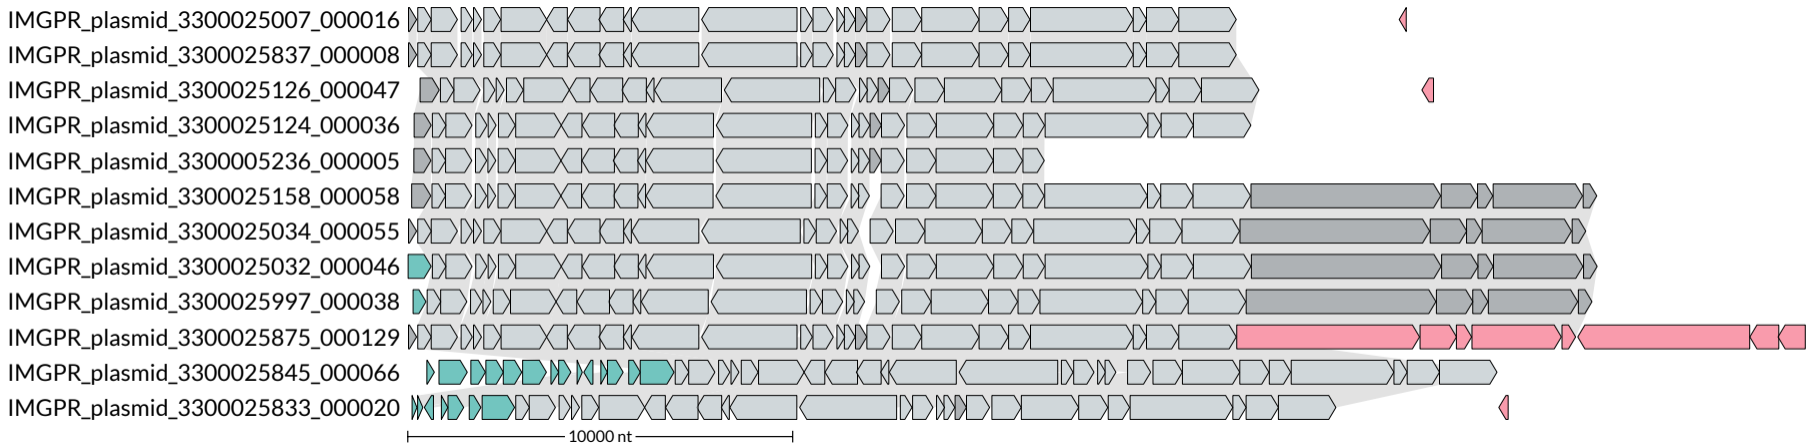 IMGPR_plasmid_3300025007_000016
IMGPR_plasmid_3300025837_000008
IMGPR_plasmid_3300025126_000047
IMGPR_plasmid_3300025124_000036
IMGPR_plasmid_3300005236_000005
IMGPR_plasmid_3300025158_000058
IMGPR_plasmid_3300025034_000055
IMGPR_plasmid_3300025032_000046
IMGPR_plasmid_3300025997_000038
IMGPR_plasmid_3300025875_000129
IMGPR_plasmid_3300025845_000066
IMGPR_plasmid_3300025833_000020
10000 nt